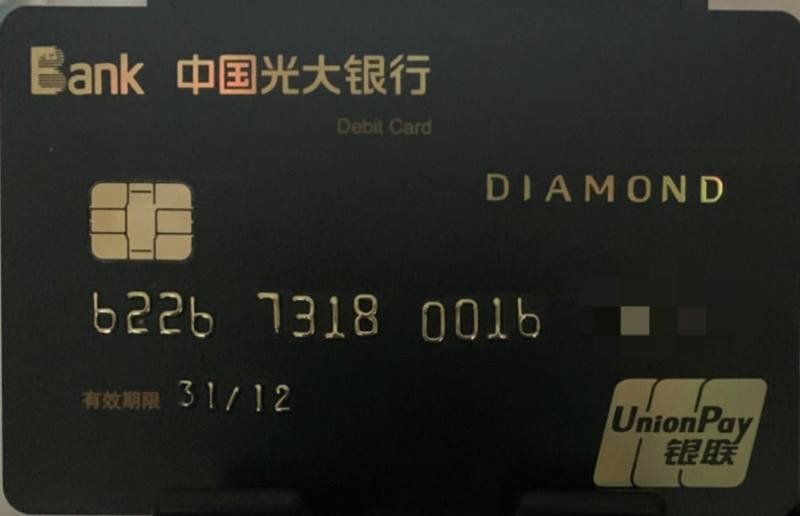 Bank 中国光大银行
Debit Card
DIAMOND
6226 7318 0016
有效期限 31/12
UnionPay
银联